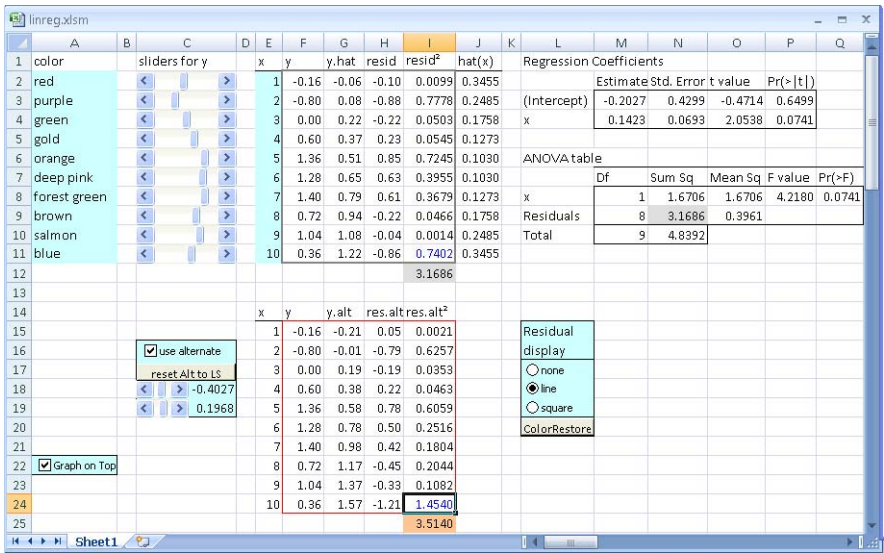 linreg.xlsm
A B C D E F G H I J K L M N O P Q
1 color sliders for y x y y.hat resid resid² hat(x) Regression Coefficients
2 red 1 -0.16 -0.06 -0.10 0.0099 0.3455 Estimate Std. Error t value Pr(>|t|)
3 purple 2 -0.80 0.08 -0.88 0.7778 0.2485 (Intercept) -0.2027 0.4299 -0.4714 0.6499
4 green 3 0.00 0.22 -0.22 0.0503 0.1758 x 0.1423 0.0693 2.0538 0.0741
5 gold 4 0.60 0.37 0.23 0.0545 0.1273
6 orange 5 1.36 0.51 0.85 0.7245 0.1030 ANOVA table
7 deep pink 6 1.28 0.65 0.63 0.3955 0.1030 Df Sum Sq Mean Sq F value Pr(>F)
8 forest green 7 1.40 0.79 0.61 0.3679 0.1273 x 1 1.6706 1.6706 4.2180 0.0741
9 brown 8 0.72 0.94 -0.22 0.0466 0.1758 Residuals 8 3.1686 0.3961
10 salmon 9 1.04 1.08 -0.04 0.0014 0.2485 Total 9 4.8392
11 blue 10 0.36 1.22 -0.86 0.7402 0.3455
12 3.1686
13
14 x y y.alt res.alt res.alt²
15 1 -0.16 -0.21 0.05 0.0021 Residual
16 use alternate 2 -0.80 -0.01 -0.79 0.6257 display
17 reset Alt to LS 3 0.00 0.19 -0.19 0.0353 none
18 -0.4027 4 0.60 0.38 0.22 0.0463 line
19 0.1968 5 1.36 0.58 0.78 0.6059 square
20 6 1.28 0.78 0.50 0.2516 ColorRestore
21 7 1.40 0.98 0.42 0.1804
22 Graph on Top 8 0.72 1.17 -0.45 0.2044
23 9 1.04 1.37 -0.33 0.1082
24 10 0.36 1.57 -1.21 1.4540
25 3.5140
Sheet1